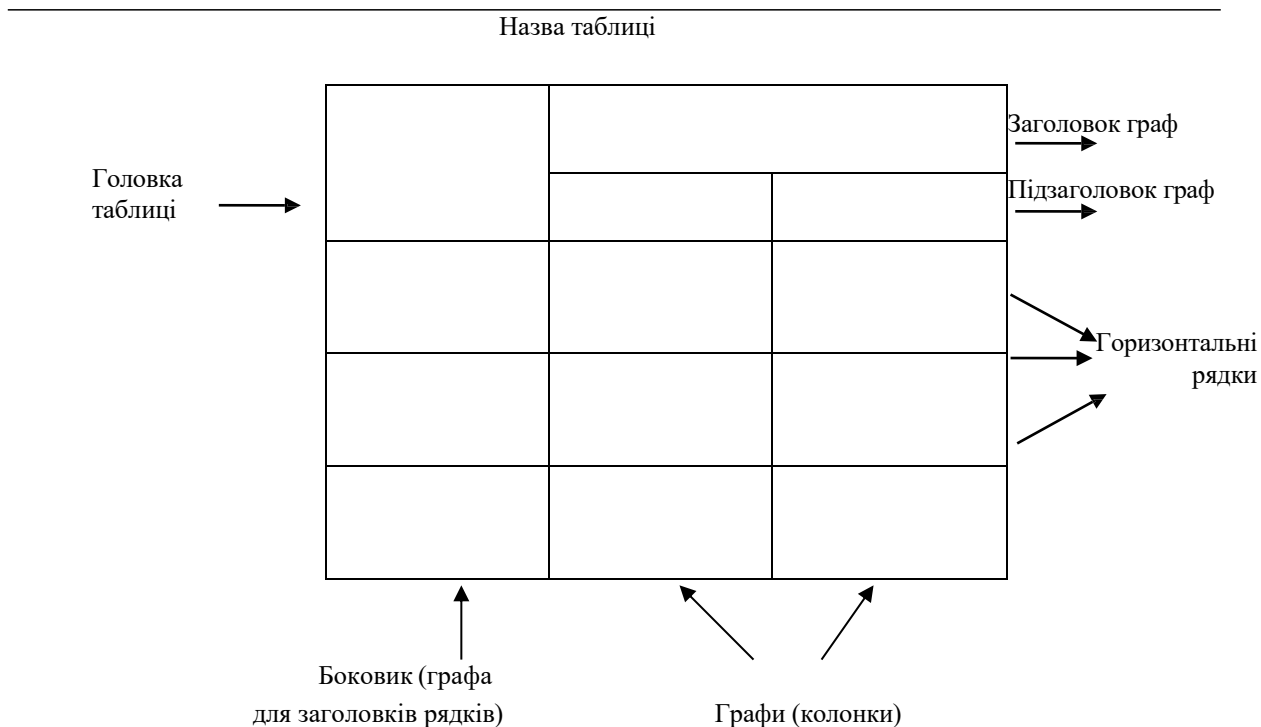 Назва таблиці
Заголовок граф
Головка
таблиці
Підзаголовок граф
Горизонтальні
рядки
Боковик (графа
для заголовків рядків)
Графи (колонки)